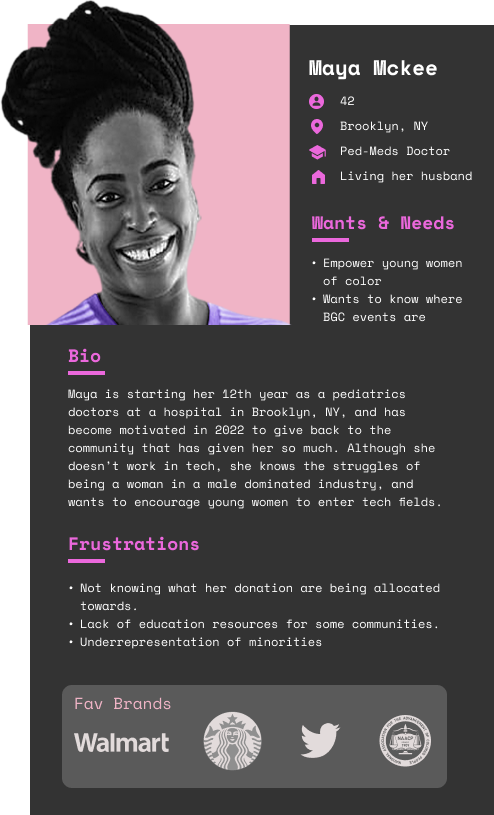 Maya Mckee
42
Brooklyn, NY
Ped-Meds Doctor
Living her husband
Wants & Needs
• Empower young women
of color
• Wants to know where
BGC events are
Bio
Maya is starting her 12th year as a pediatrics
doctors at a hospital in Brooklyn, NY, and has
become motivated in 2022 to give back to the
community that has given her so much. Although she
doesn't work in tech, she knows the struggles of
being a woman in a male dominated industry, and
wants to encourage young women to enter tech fields.
Frustrations
• Not knowing what her donation are being allocated
towards.
• Lack of education resources for some communities.
• Underrepresentation of minorities
Fav Brands
Walmart
NAACP